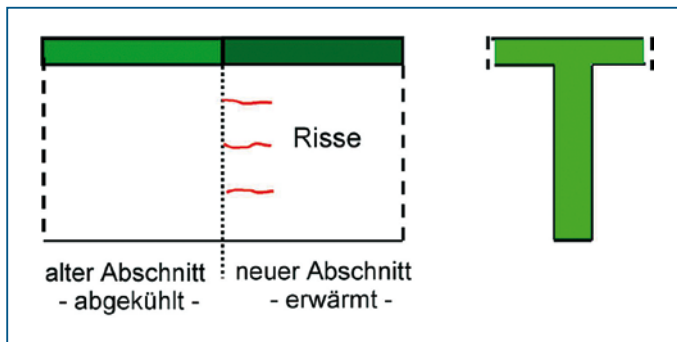 Risse
alter Abschnitt
- abgekühlt -
neuer Abschnitt
- erwärmt -